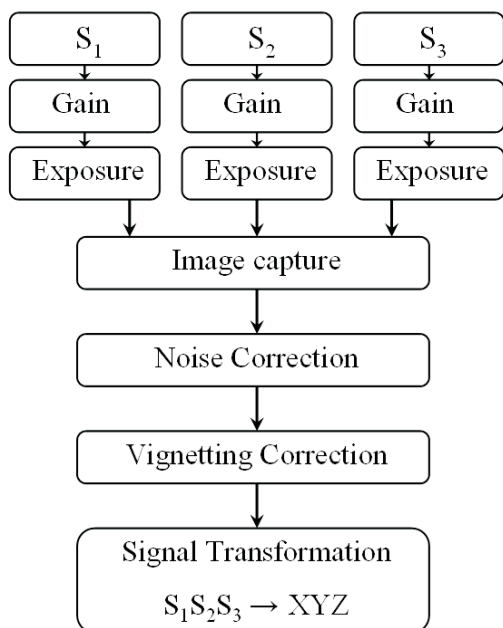 S₁ S₂ S₃
Gain Gain Gain
Exposure Exposure Exposure
Image capture
Noise Correction
Vignetting Correction
Signal Transformation
S₁S₂S₃ → XYZ